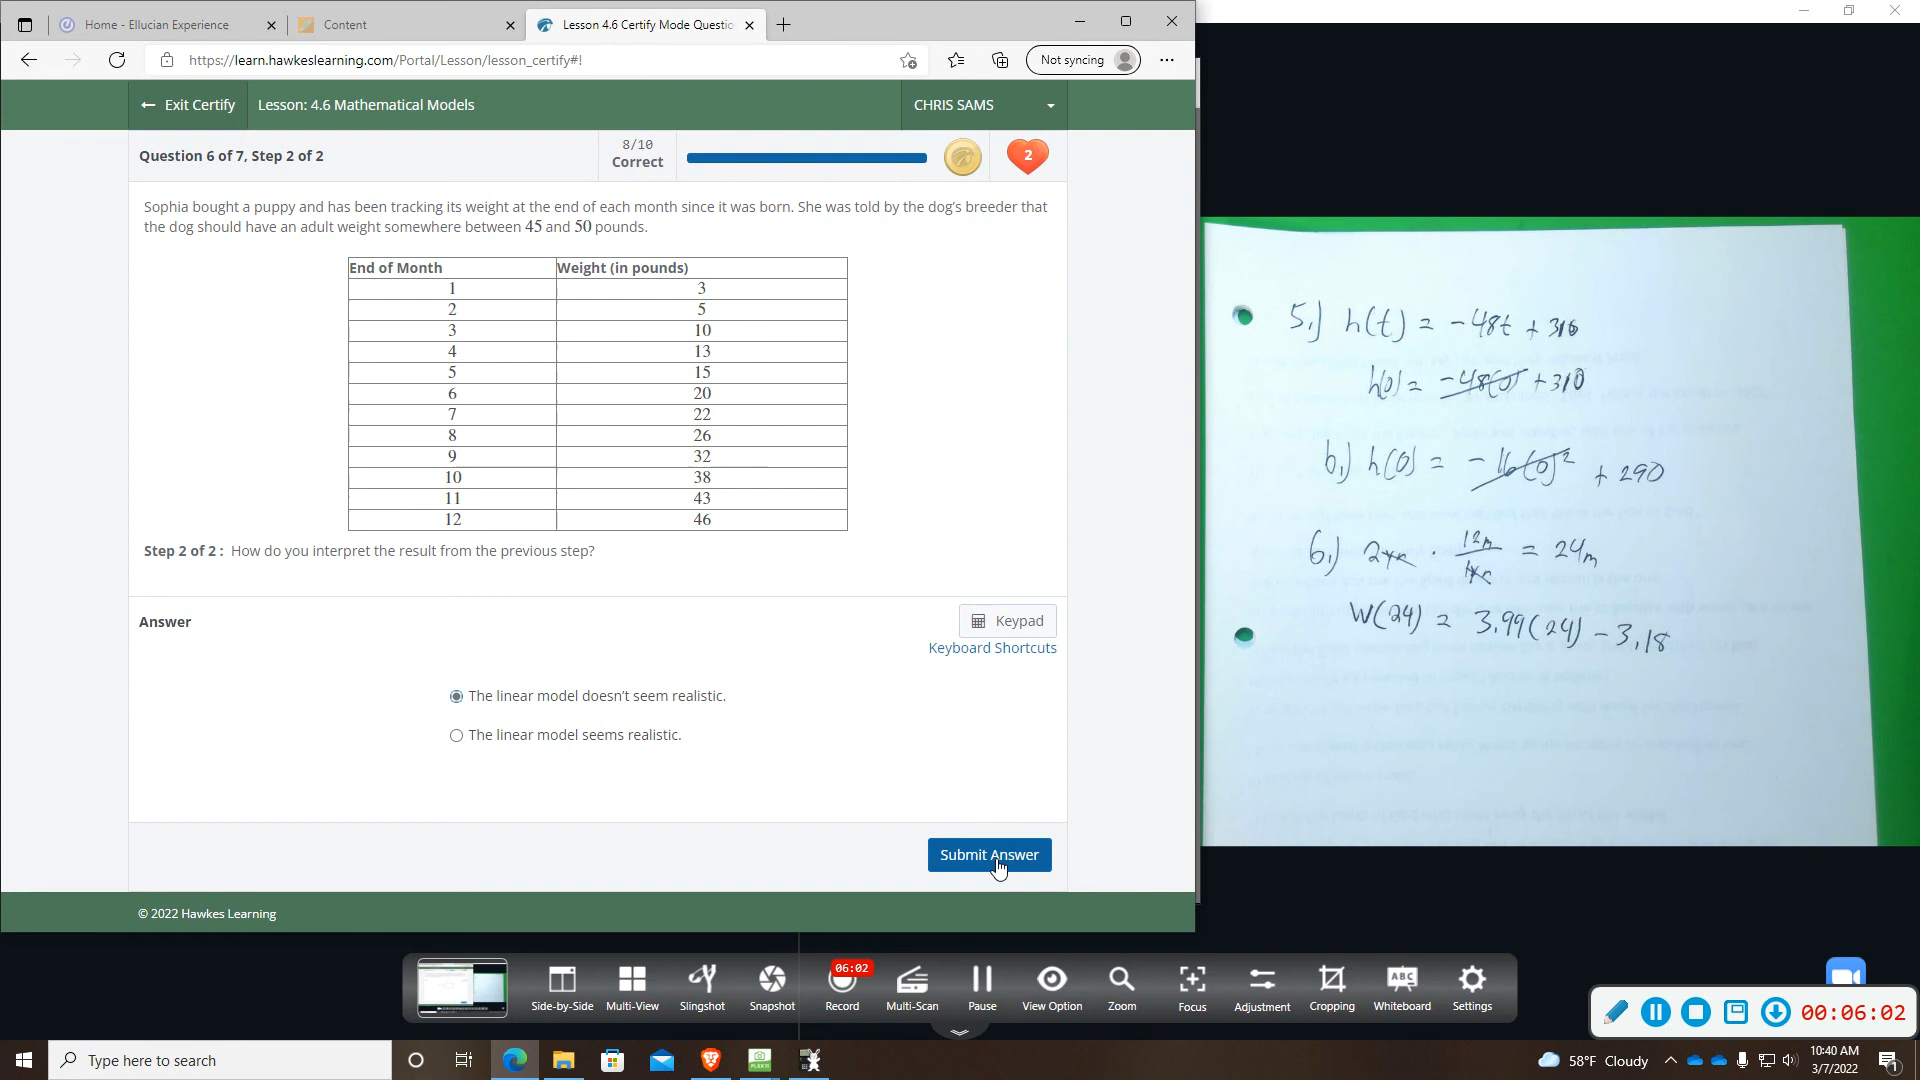 Home - Ellucian Experience
Content
Lesson 4.6 Certify Mode Questio
https://learn.hawkeslearning.com/Portal/Lesson/lesson_certify#!
Not syncing
Exit Certify
Lesson: 4.6 Mathematical Models
CHRIS SAMS
Question 6 of 7, Step 2 of 2
8/10
Correct
2
Sophia bought a puppy and has been tracking its weight at the end of each month since it was born. She was told by the dog's breeder that
the dog should have an adult weight somewhere between 45 and 50 pounds.
End of Month Weight (in pounds)
1 3
2 5
3 10
4 13
5 15
6 20
7 22
8 26
9 32
10 38
11 43
12 46
Step 2 of 2 : How do you interpret the result from the previous step?
Answer
Keypad
Keyboard Shortcuts
The linear model doesn't seem realistic.
The linear model seems realistic.
Submit Answer
© 2022 Hawkes Learning
5.) h(t) = -48t + 310
h(0) = -48(0) + 310
b.) h(0) = -16(0)² + 290
6.) 2yr · 12m/1yr = 24m
W(24) = 3.99(24) - 3.18
06:02
Side-by-Side Multi-View Slingshot Snapshot Record Multi-Scan Pause View Option Zoom Focus Adjustment Cropping Whiteboard Settings
ABC
00:06:02
Type here to search
58°F Cloudy
10:40 AM
3/7/2022
1